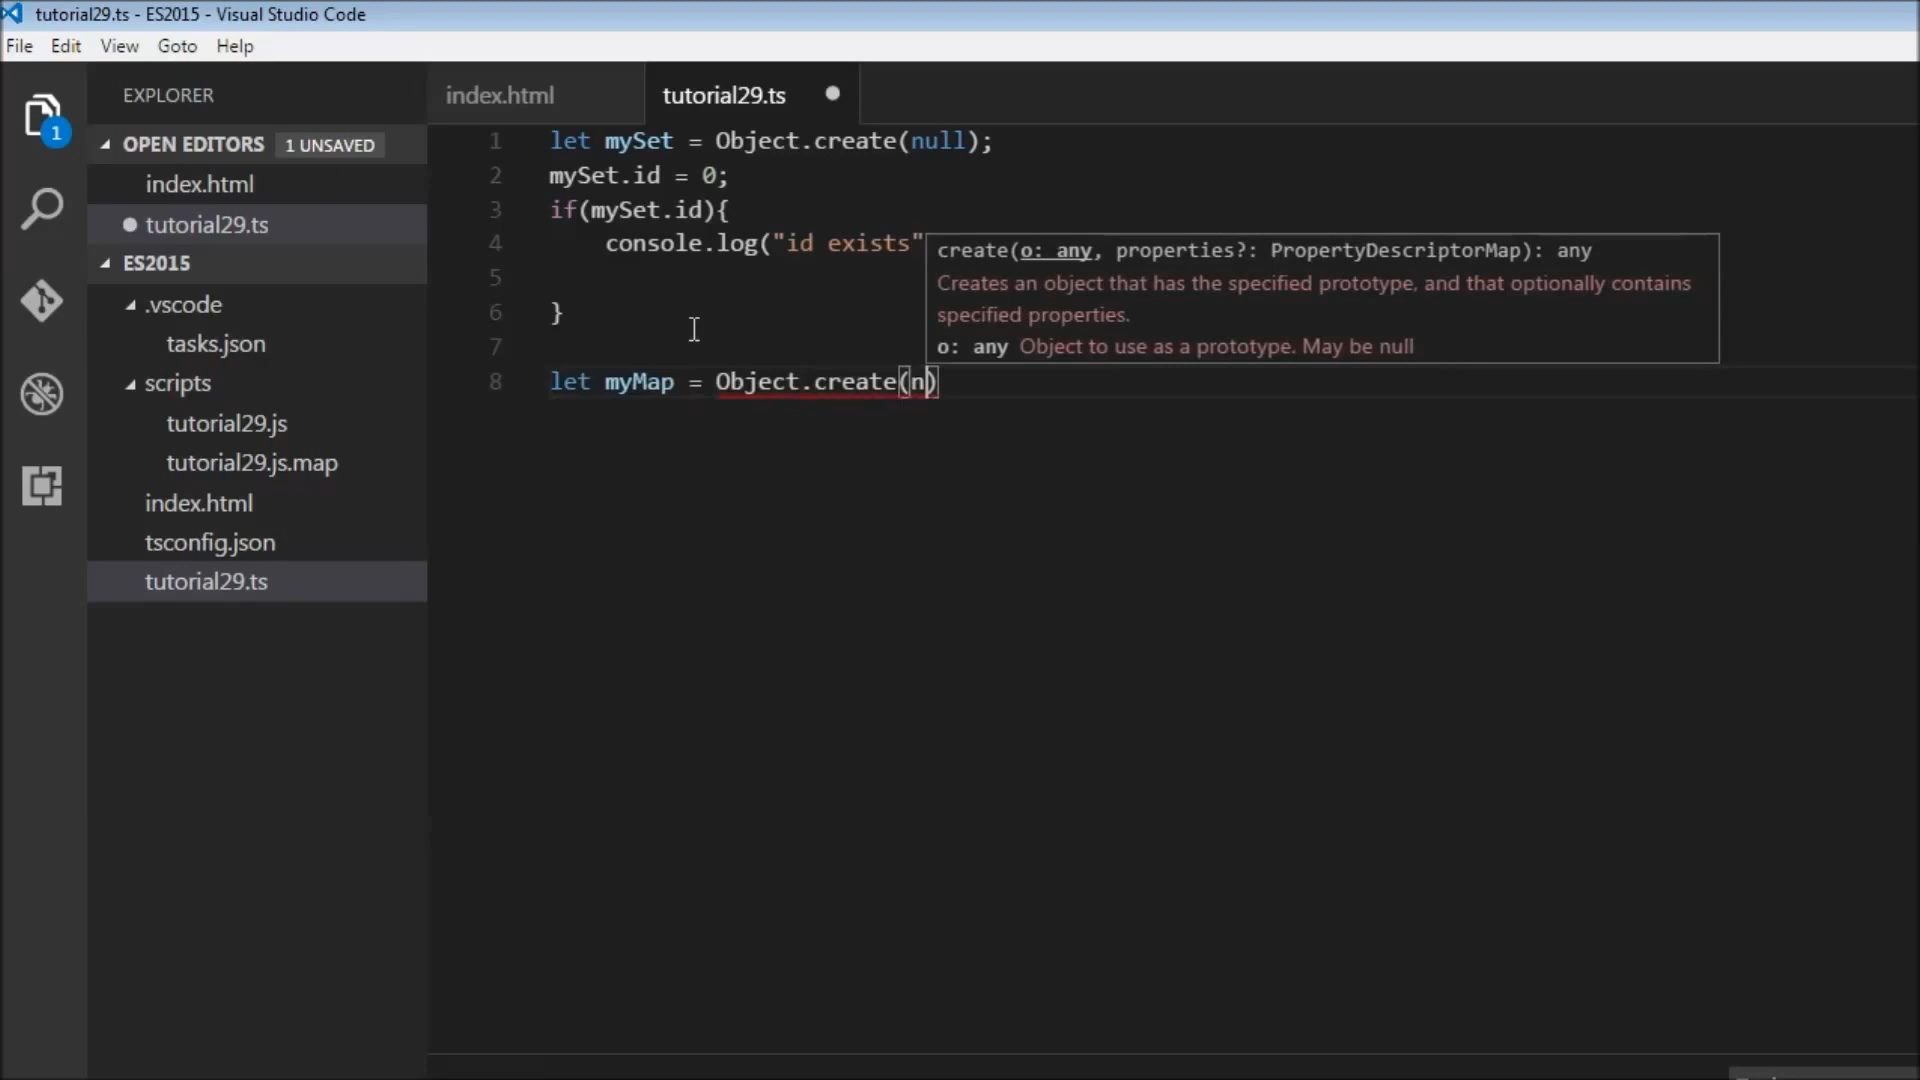 tutorial29.ts - ES2015 - Visual Studio Code
File Edit View Goto Help
1
EXPLORER
OPEN EDITORS 1 UNSAVED
index.html
tutorial29.ts
ES2015
.vscode
tasks.json
scripts
tutorial29.js
tutorial29.js.map
index.html
tsconfig.json
tutorial29.ts
index.html tutorial29.ts
1 let mySet = Object.create(null);
2 mySet.id = 0;
3 if(mySet.id){
4 console.log("id exists"
5
6 }
7
8 let myMap = Object.create(n)
create(o: any, properties?: PropertyDescriptorMap): any
Creates an object that has the specified prototype, and that optionally contains
specified properties.
o: any Object to use as a prototype. May be null